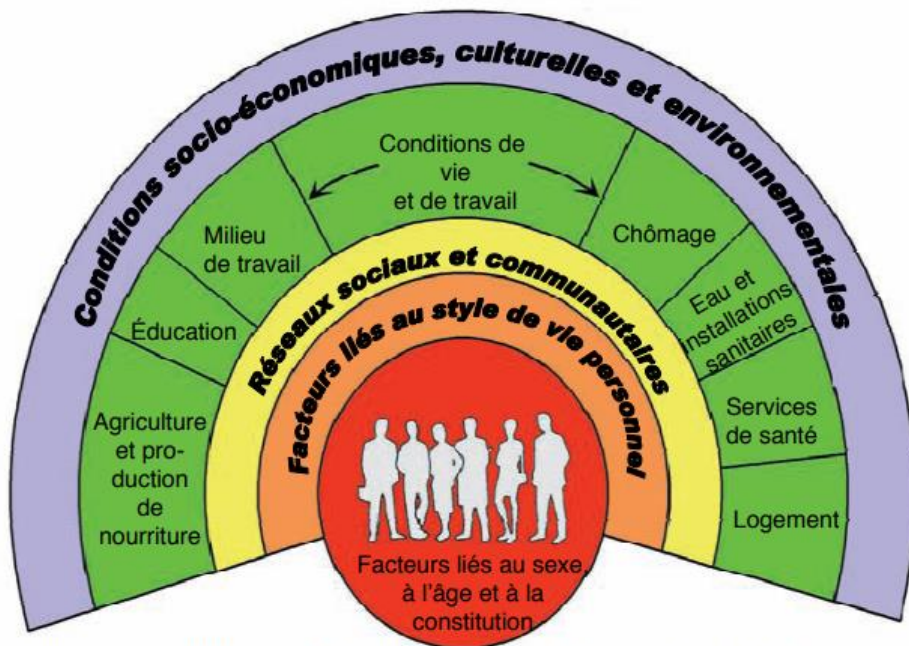 Conditions socio-économiques, culturelles et environnementales
Conditions de
vie
et de travail
Milieu
de travail
Chômage
Éducation
Eau et
installations
sanitaires
Agriculture
et pro-
duction
de
nourriture
Services
de santé
Logement
Réseaux sociaux et communautaires
Facteurs liés au style de vie personnel
Facteurs liés au sexe,
à l'âge et à la
constitution